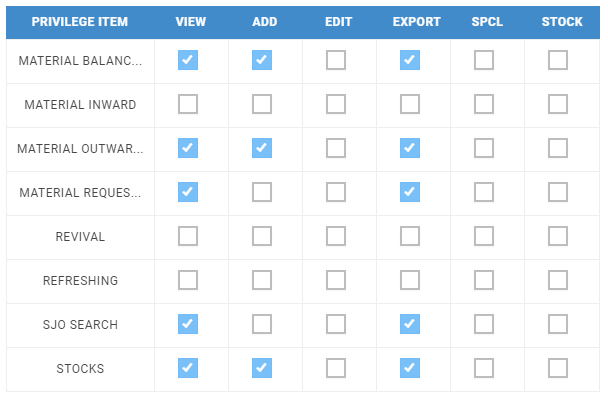 PRIVILEGE ITEM VIEW ADD EDIT EXPORT SPCL STOCK
MATERIAL BALANC...
MATERIAL INWARD
MATERIAL OUTWAR...
MATERIAL REQUES...
REVIVAL
REFRESHING
SJO SEARCH
STOCKS